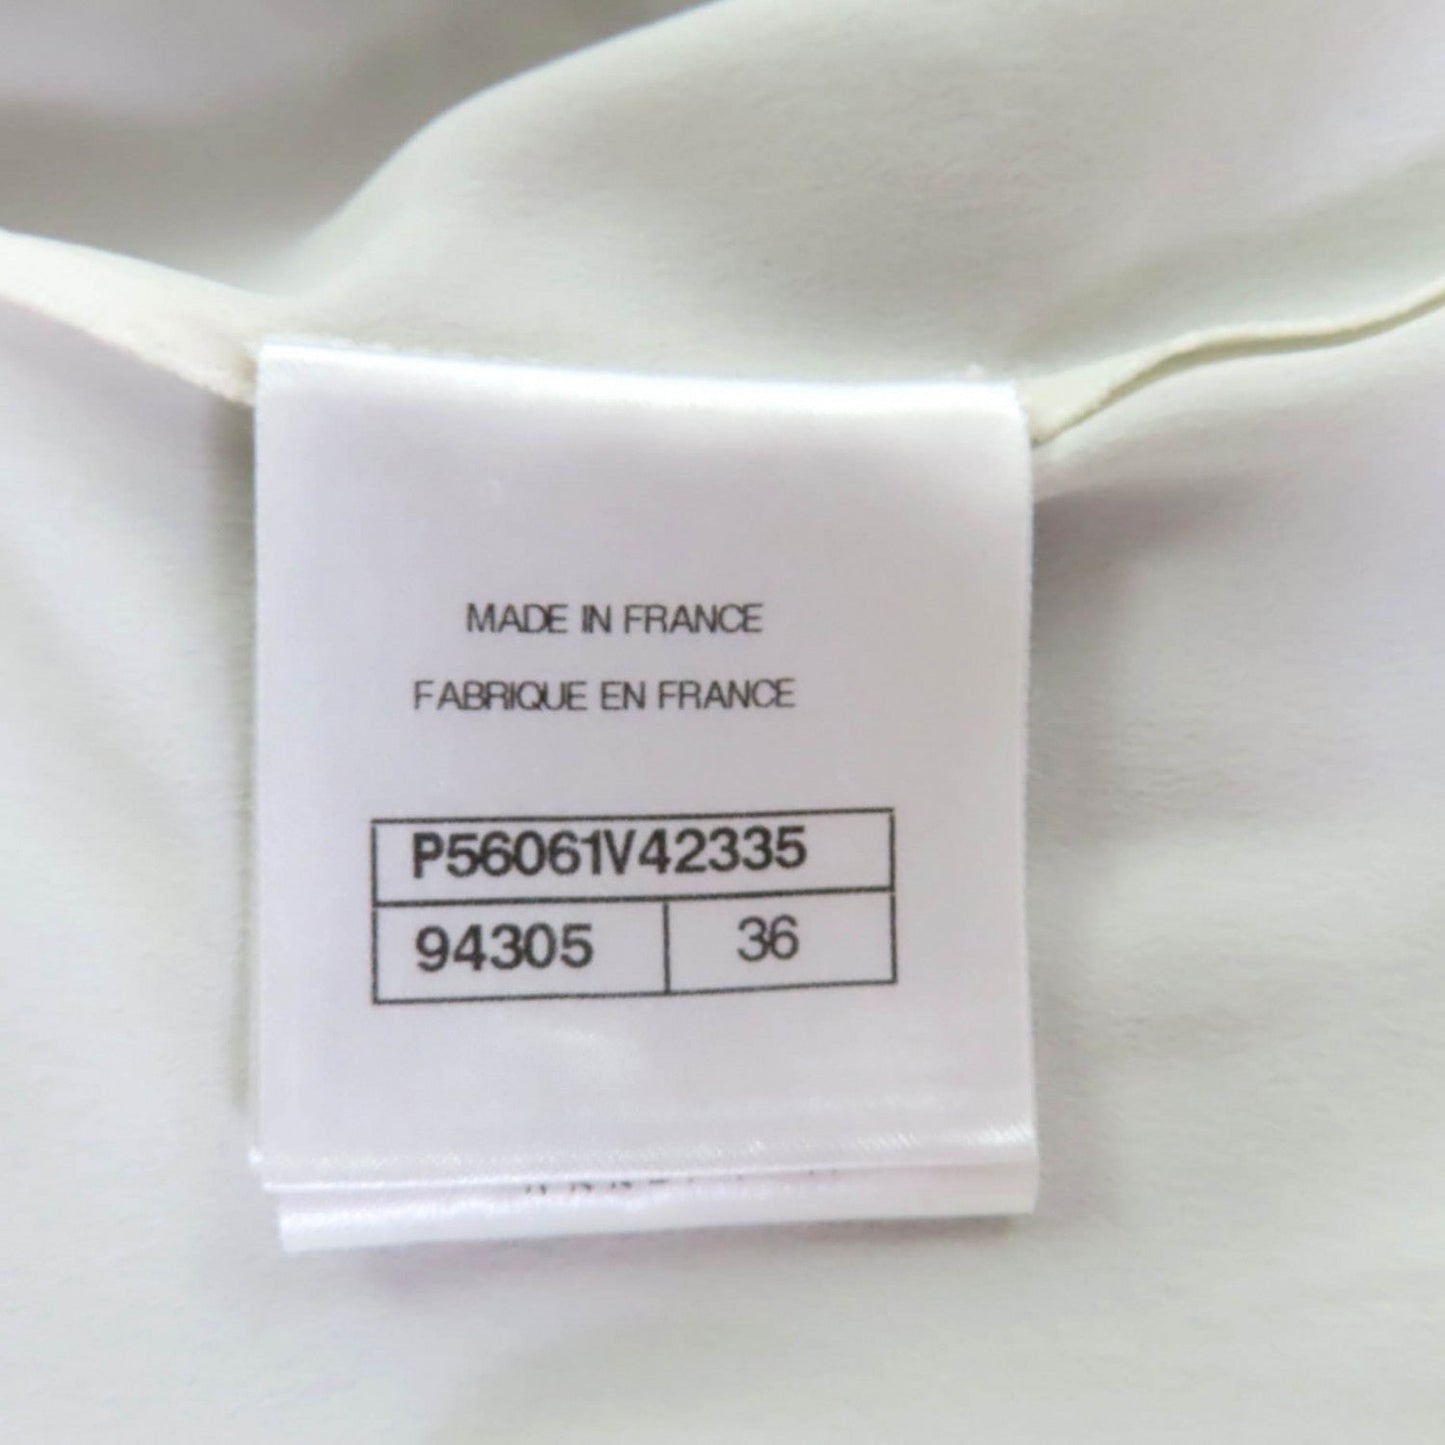 MADE IN FRANCE
FABRIQUE EN FRANCE
P56061V42335
94305 36